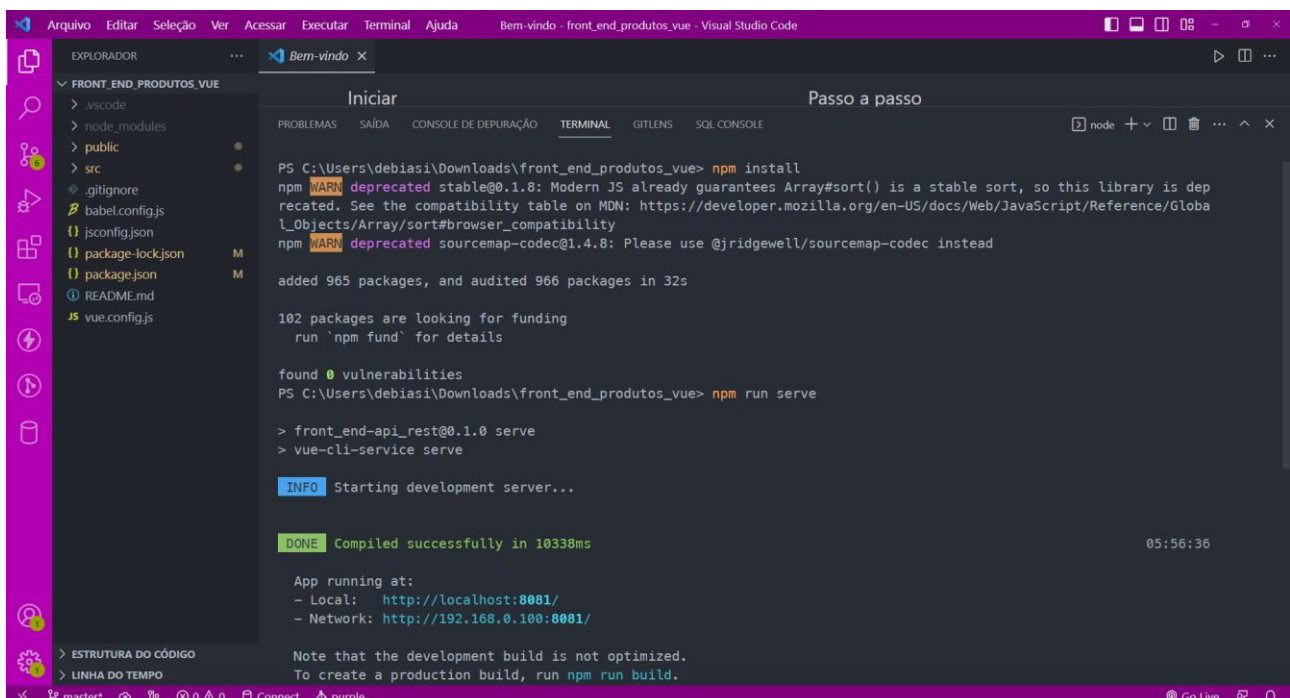 Arquivo Editar Seleção Ver Acessar Executar Terminal Ajuda Bem-vindo - front_end_produtos_vue - Visual Studio Code
EXPLORADOR
Bem-vindo
FRONT_END_PRODUTOS_VUE
.vscode
node_modules
public
src
.gitignore
babel.config.js
jsconfig.json
package-lock.json M
package.json M
README.md
JS vue.config.js
6
ESTRUTURA DO CÓDIGO
LINHA DO TEMPO
1
1
Iniciar Passo a passo
PROBLEMAS SAÍDA CONSOLE DE DEPURAÇÃO TERMINAL GITLENS SQL CONSOLE node
PS C:\Users\debiasi\Downloads\front_end_produtos_vue> npm install
npm WARN deprecated stable@0.1.8: Modern JS already guarantees Array#sort() is a stable sort, so this library is dep
recated. See the compatibility table on MDN: https://developer.mozilla.org/en-US/docs/Web/JavaScript/Reference/Globa
l_Objects/Array/sort#browser_compatibility
npm WARN deprecated sourcemap-codec@1.4.8: Please use @jridgewell/sourcemap-codec instead
added 965 packages, and audited 966 packages in 32s
102 packages are looking for funding
run `npm fund` for details
found 0 vulnerabilities
PS C:\Users\debiasi\Downloads\front_end_produtos_vue> npm run serve
> front_end-api_rest@0.1.0 serve
> vue-cli-service serve
INFO Starting development server...
DONE Compiled successfully in 10338ms 05:56:36
App running at:
- Local: http://localhost:8081/
- Network: http://192.168.0.100:8081/
Note that the development build is not optimized.
To create a production build, run npm run build.
master* 0 0 Connect purple Go Live